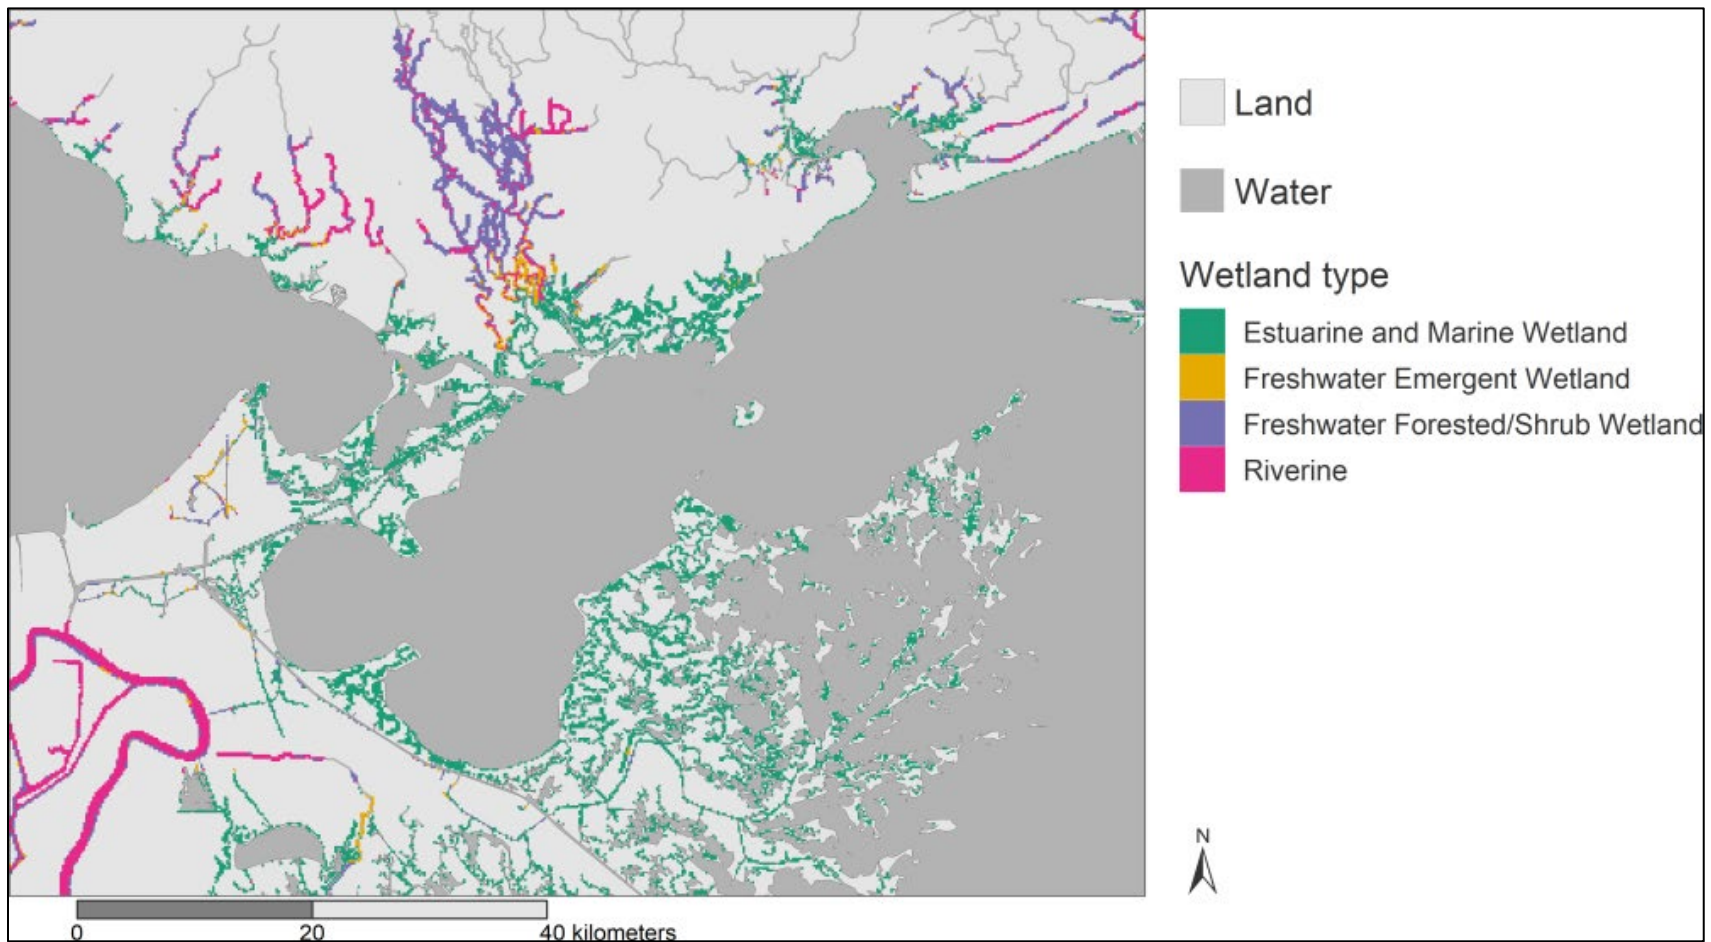 Land
Water
Wetland type
Estuarine and Marine Wetland
Freshwater Emergent Wetland
Freshwater Forested/Shrub Wetland
Riverine
N
0 20 40 kilometers